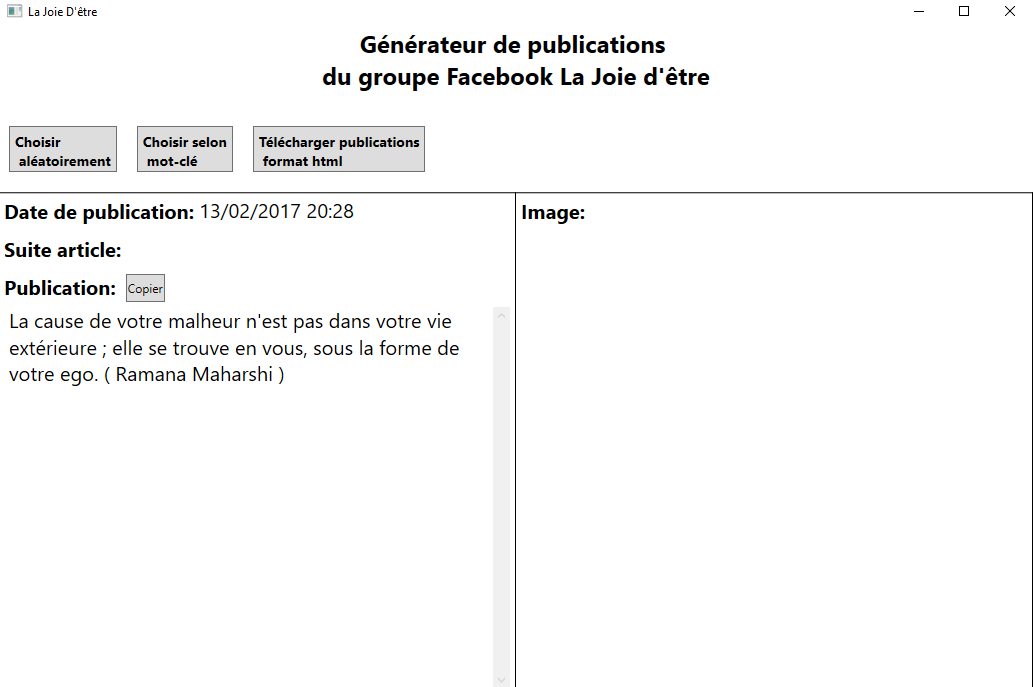 La Joie D'être
Générateur de publications
du groupe Facebook La Joie d'être
Choisir
aléatoirement
Choisir selon
mot-clé
Télécharger publications
format html
Date de publication: 13/02/2017 20:28
Suite article:
Publication: Copier
La cause de votre malheur n'est pas dans votre vie
extérieure ; elle se trouve en vous, sous la forme de
votre ego. ( Ramana Maharshi )
Image: